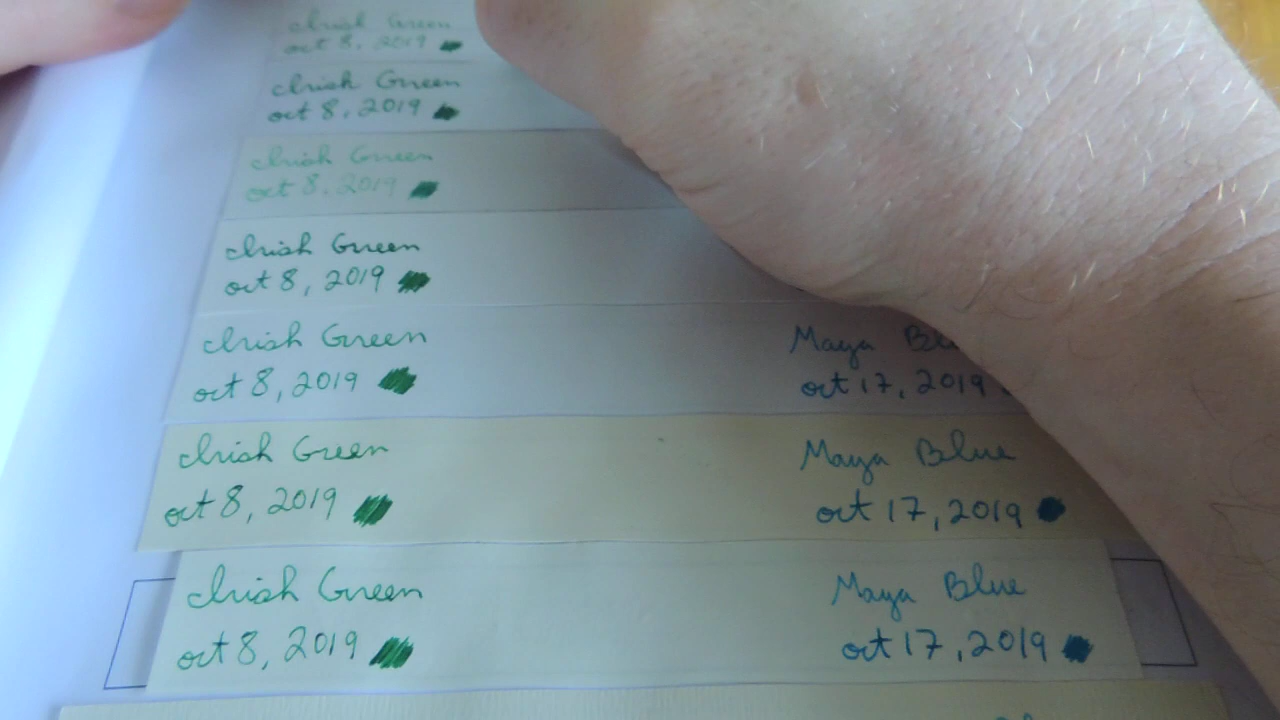 Irish Green
oct 8, 2019
Irish Green
oct 8, 2019
Irish Green
oct 8, 2019
Irish Green
oct 8, 2019
Irish Green
oct 8, 2019
Maya
oct 17, 2019
Irish Green
oct 8, 2019
Maya Blue
oct 17, 2019
Irish Green
oct 8, 2019
Maya Blue
oct 17, 2019